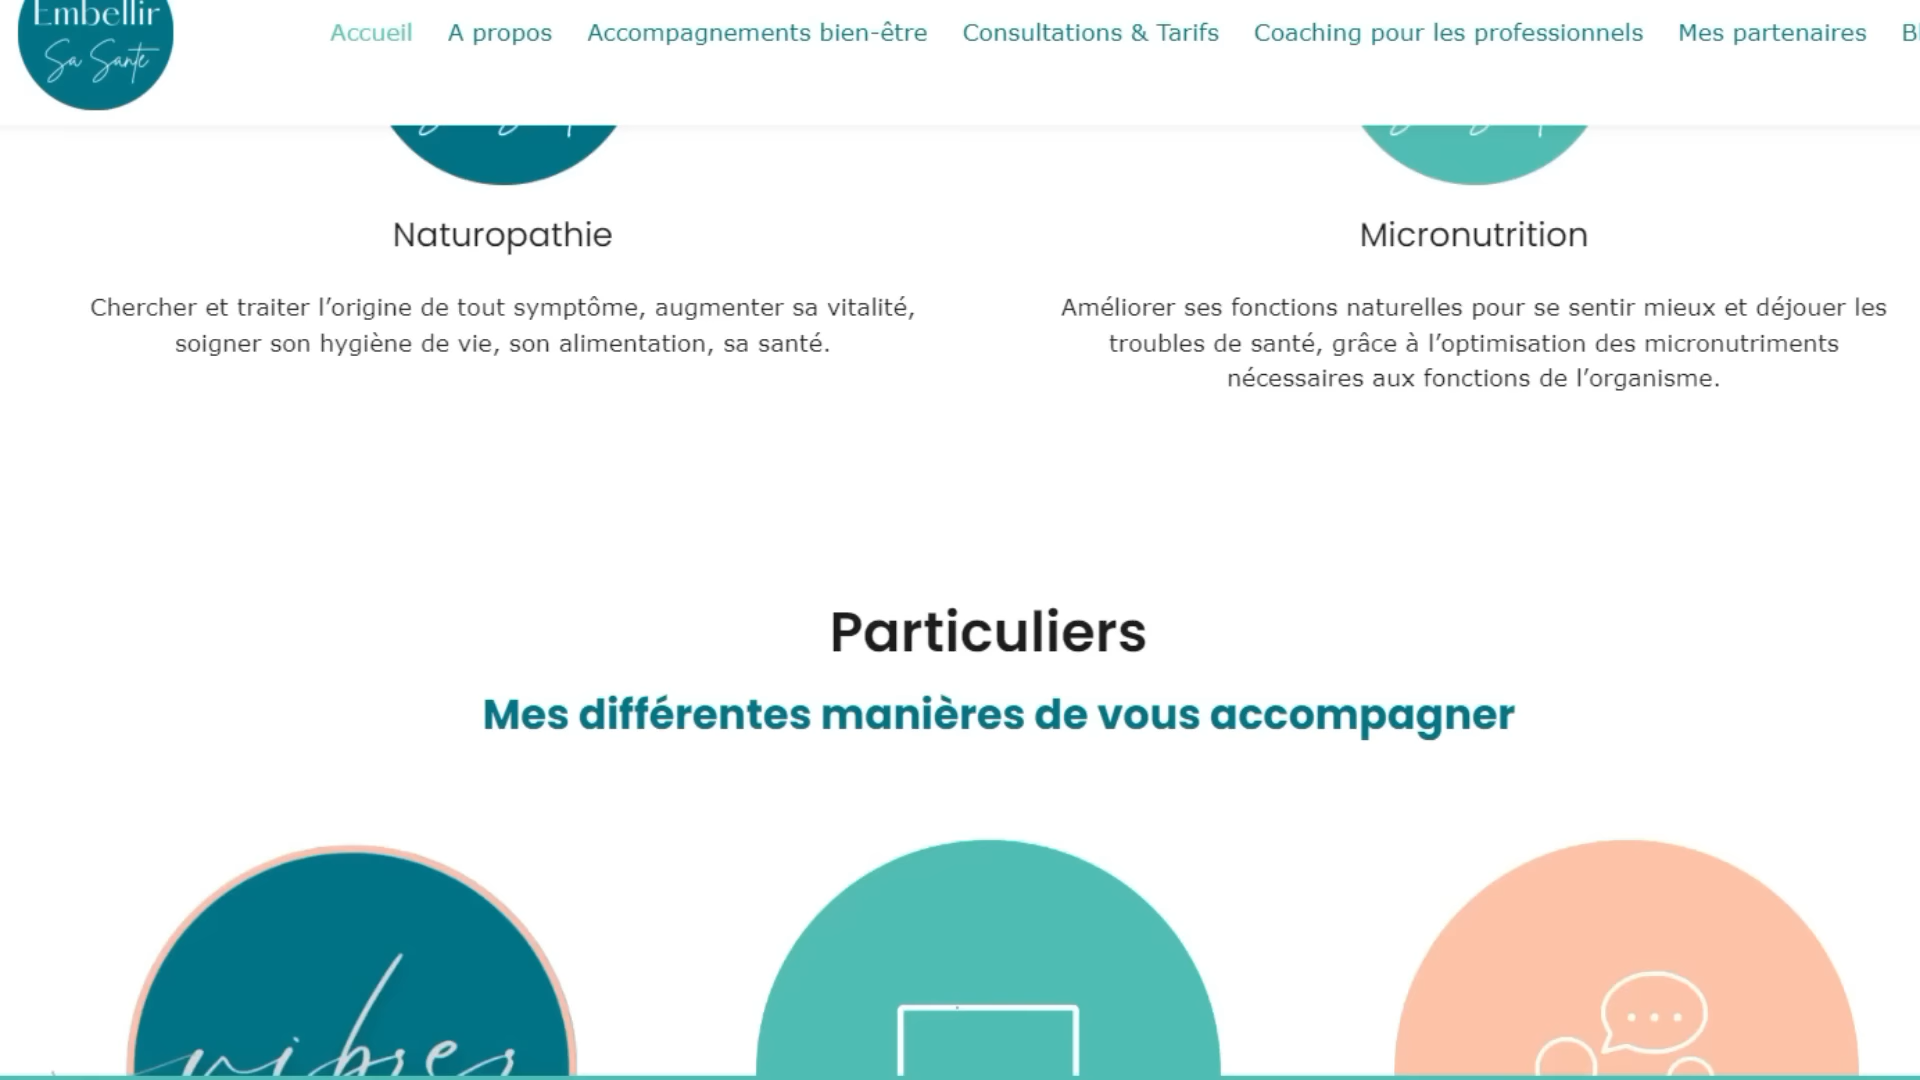 Embellir
Sa Santé
Accueil A propos Accompagnements bien-être Consultations & Tarifs Coaching pour les professionnels Mes partenaires
Naturopathie
Chercher et traiter l’origine de tout symptôme, augmenter sa vitalité,
soigner son hygiène de vie, son alimentation, sa santé.
Micronutrition
Améliorer ses fonctions naturelles pour se sentir mieux et déjouer les
troubles de santé, grâce à l’optimisation des micronutriments
nécessaires aux fonctions de l’organisme.
Particuliers
Mes différentes manières de vous accompagner
vibrer